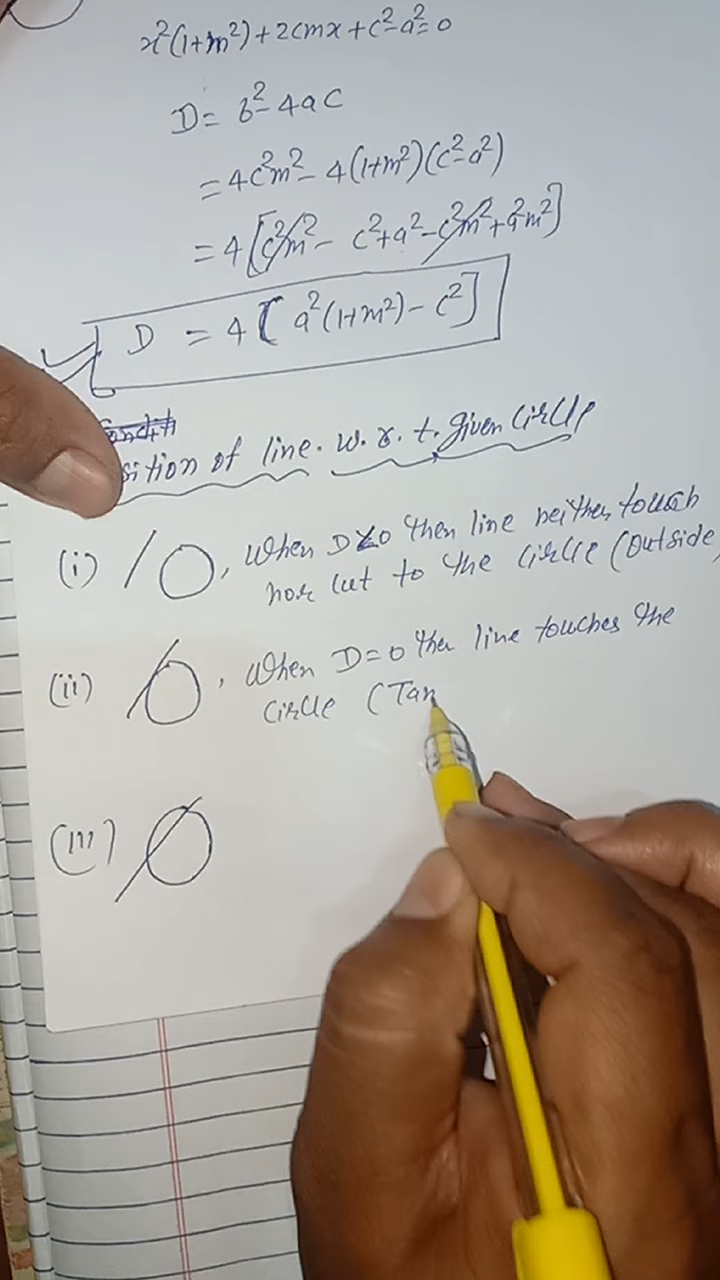 x²(1+m²)+2cmx+c²-a²=0
D= b²-4ac
=4c²m²-4(1+m²)(c²-a²)
=4[c²m²- c²+a²-c²m²+a²m²]
D = 4[a²(1+m²)-c²]
sition of line. w. r. t. given Circle
(i) , When D<0 then line neither touch
nor cut to the circle (outside
(ii) , When D=0 the line touches the
circle (Tan
(iii)